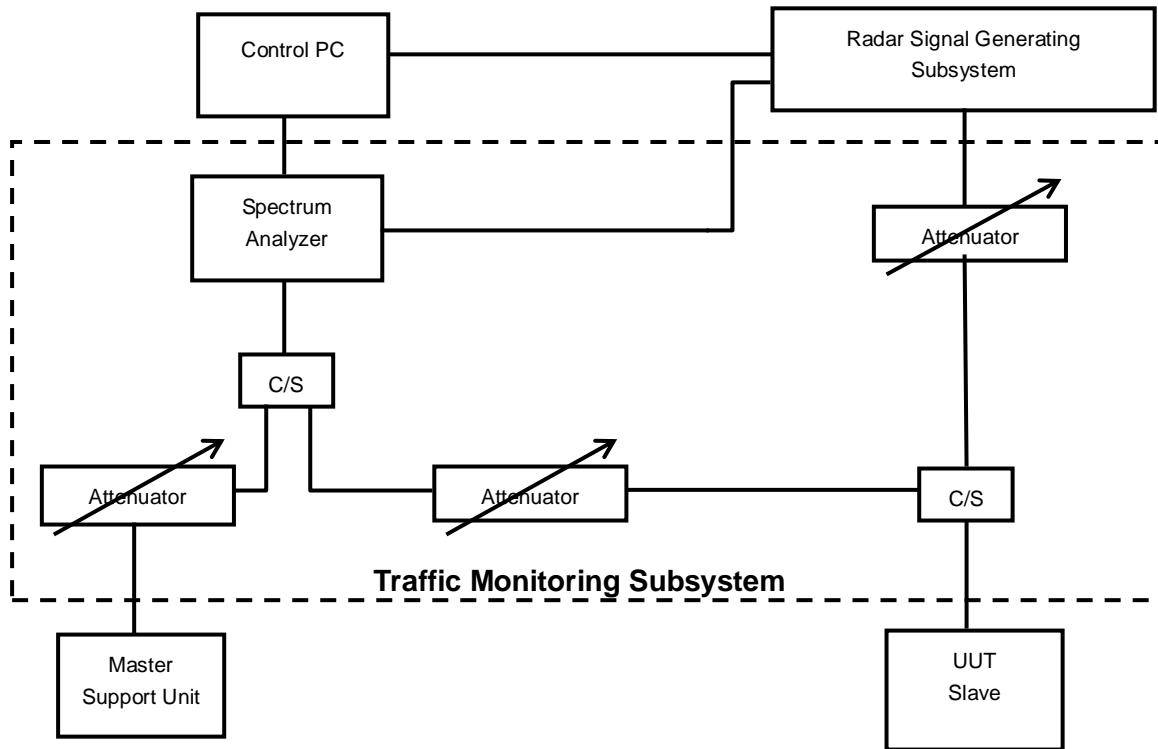 Control PC
Radar Signal Generating
Subsystem
Spectrum
Analyzer
Attenuator
C/S
Attenuator
Attenuator
C/S
Traffic Monitoring Subsystem
Master
Support Unit
UUT
Slave